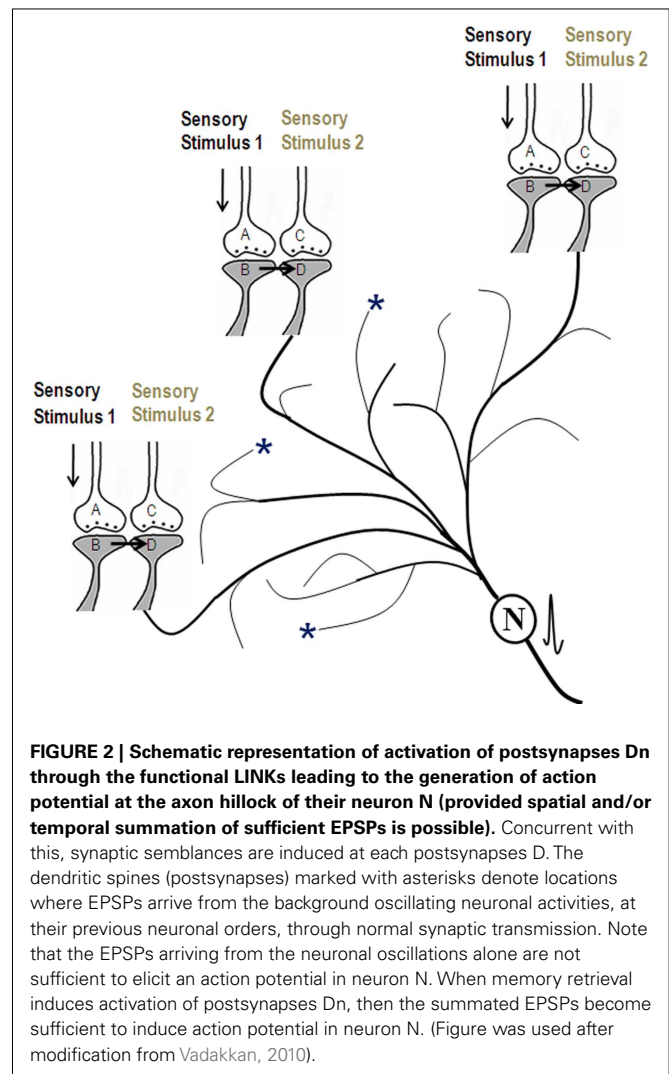 Sensory Sensory
Stimulus 1 Stimulus 2
A C
B D
Sensory Sensory
Stimulus 1 Stimulus 2
A C
B D
*
Sensory Sensory
Stimulus 1 Stimulus 2
A C
B D
*
*
N
FIGURE 2 | Schematic representation of activation of postsynapses Dn
through the functional LINKs leading to the generation of action
potential at the axon hillock of their neuron N (provided spatial and/or
temporal summation of sufficient EPSPs is possible). Concurrent with
this, synaptic semblances are induced at each postsynapses D. The
dendritic spines (postsynapses) marked with asterisks denote locations
where EPSPs arrive from the background oscillating neuronal activities, at
their previous neuronal orders, through normal synaptic transmission. Note
that the EPSPs arriving from the neuronal oscillations alone are not
sufficient to elicit an action potential in neuron N. When memory retrieval
induces activation of postsynapses Dn, then the summated EPSPs become
sufficient to induce action potential in neuron N. (Figure was used after
modification from Vadakkan, 2010).